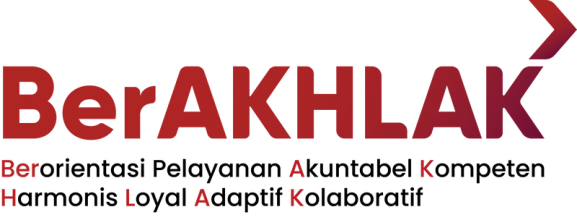 BerAKHLAK
Berorientasi Pelayanan Akuntabel Kompeten
Harmonis Loyal Adaptif Kolaboratif